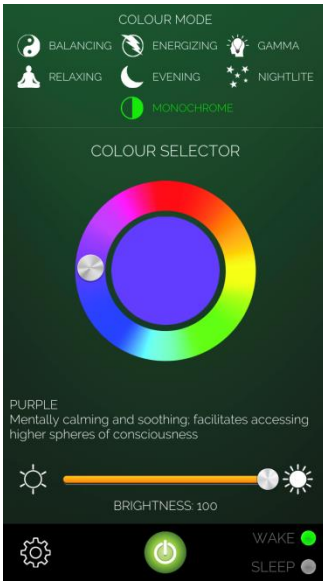 COLOUR MODE
BALANCING ENERGIZING GAMMA
RELAXING EVENING NIGHTLITE
MONOCHROME
COLOUR SELECTOR
PURPLE
Mentally calming and soothing; facilitates accessing
higher spheres of consciousness
BRIGHTNESS: 100
WAKE
SLEEP